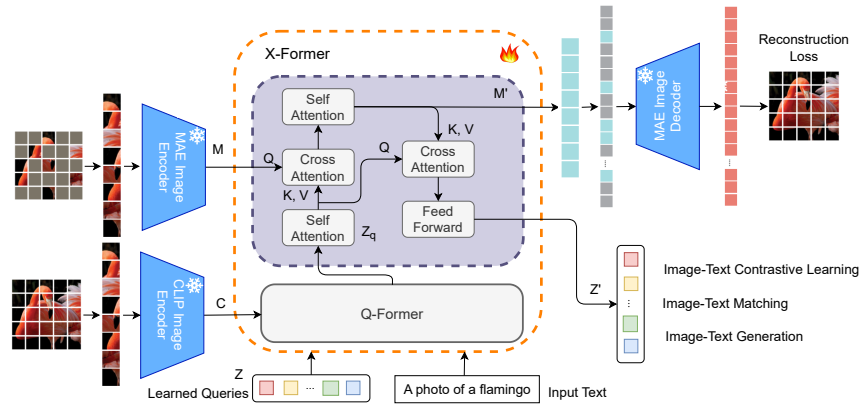 X-Former
Reconstruction
Loss
MAE Image
Encoder
M
Q
Self
Attention
M'
K, V
Cross
Attention
Q
Cross
Attention
K, V
Self
Attention
Z_q
Feed
Forward
MAE Image
Decoder
CLIP Image
Encoder
C
Q-Former
Z'
Image-Text Contrastive Learning
Image-Text Matching
Image-Text Generation
Z
Learned Queries
A photo of a flamingo
Input Text